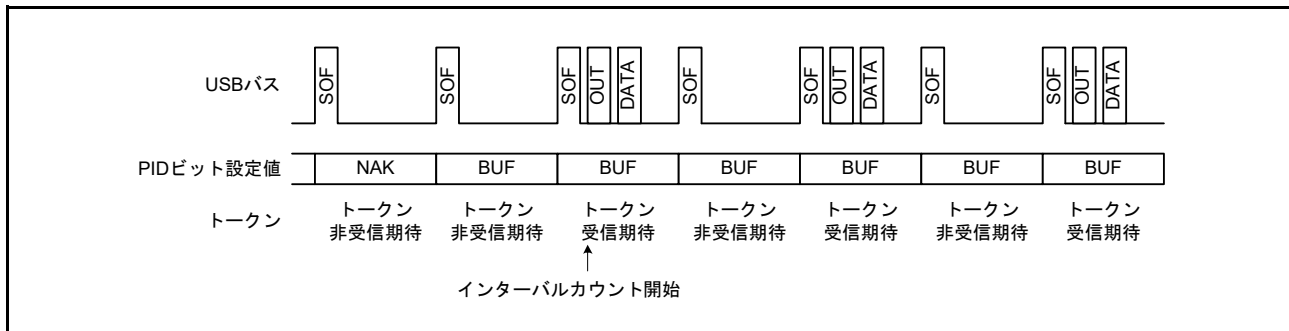 USBバス
SOF SOF SOF OUT DATA SOF SOF OUT DATA SOF SOF OUT DATA
PIDビット設定値 NAK BUF BUF BUF BUF BUF BUF
トークン トークン トークン トークン トークン トークン トークン トークン
非受信期待 非受信期待 受信期待 非受信期待 受信期待 非受信期待 受信期待
インターバルカウント開始